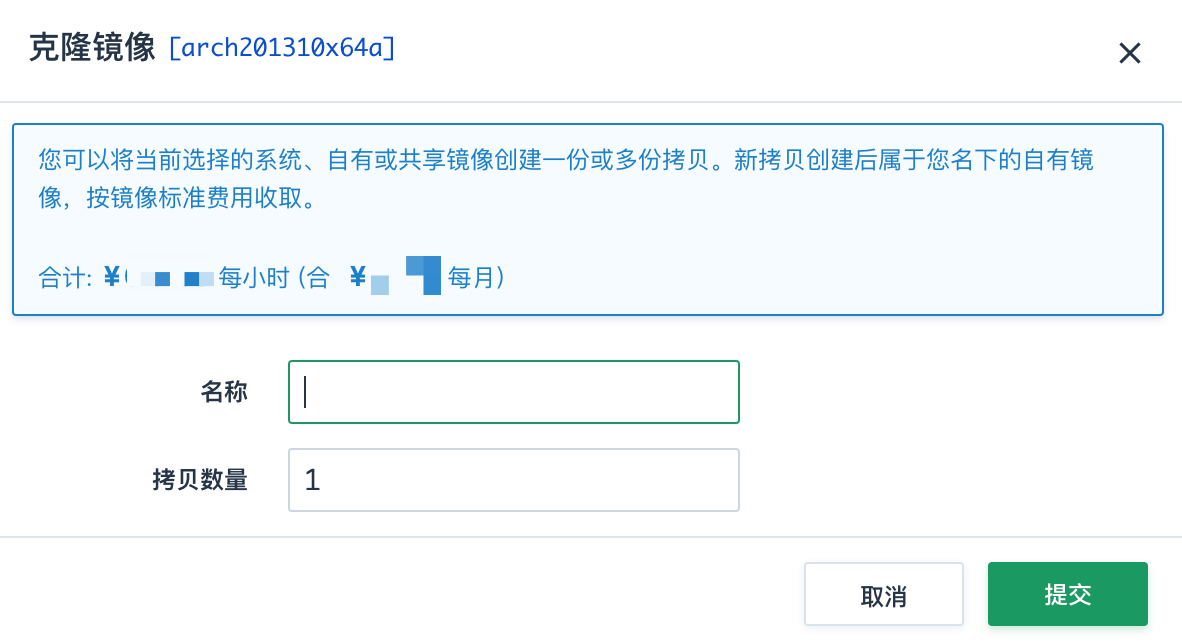 克隆镜像 [arch201310x64a]
您可以将当前选择的系统、自有或共享镜像创建一份或多份拷贝。新拷贝创建后属于您名下的自有镜
像，按镜像标准费用收取。
合计: ¥ 每小时 (合 ¥ 每月)
名称
拷贝数量 1
取消 提交